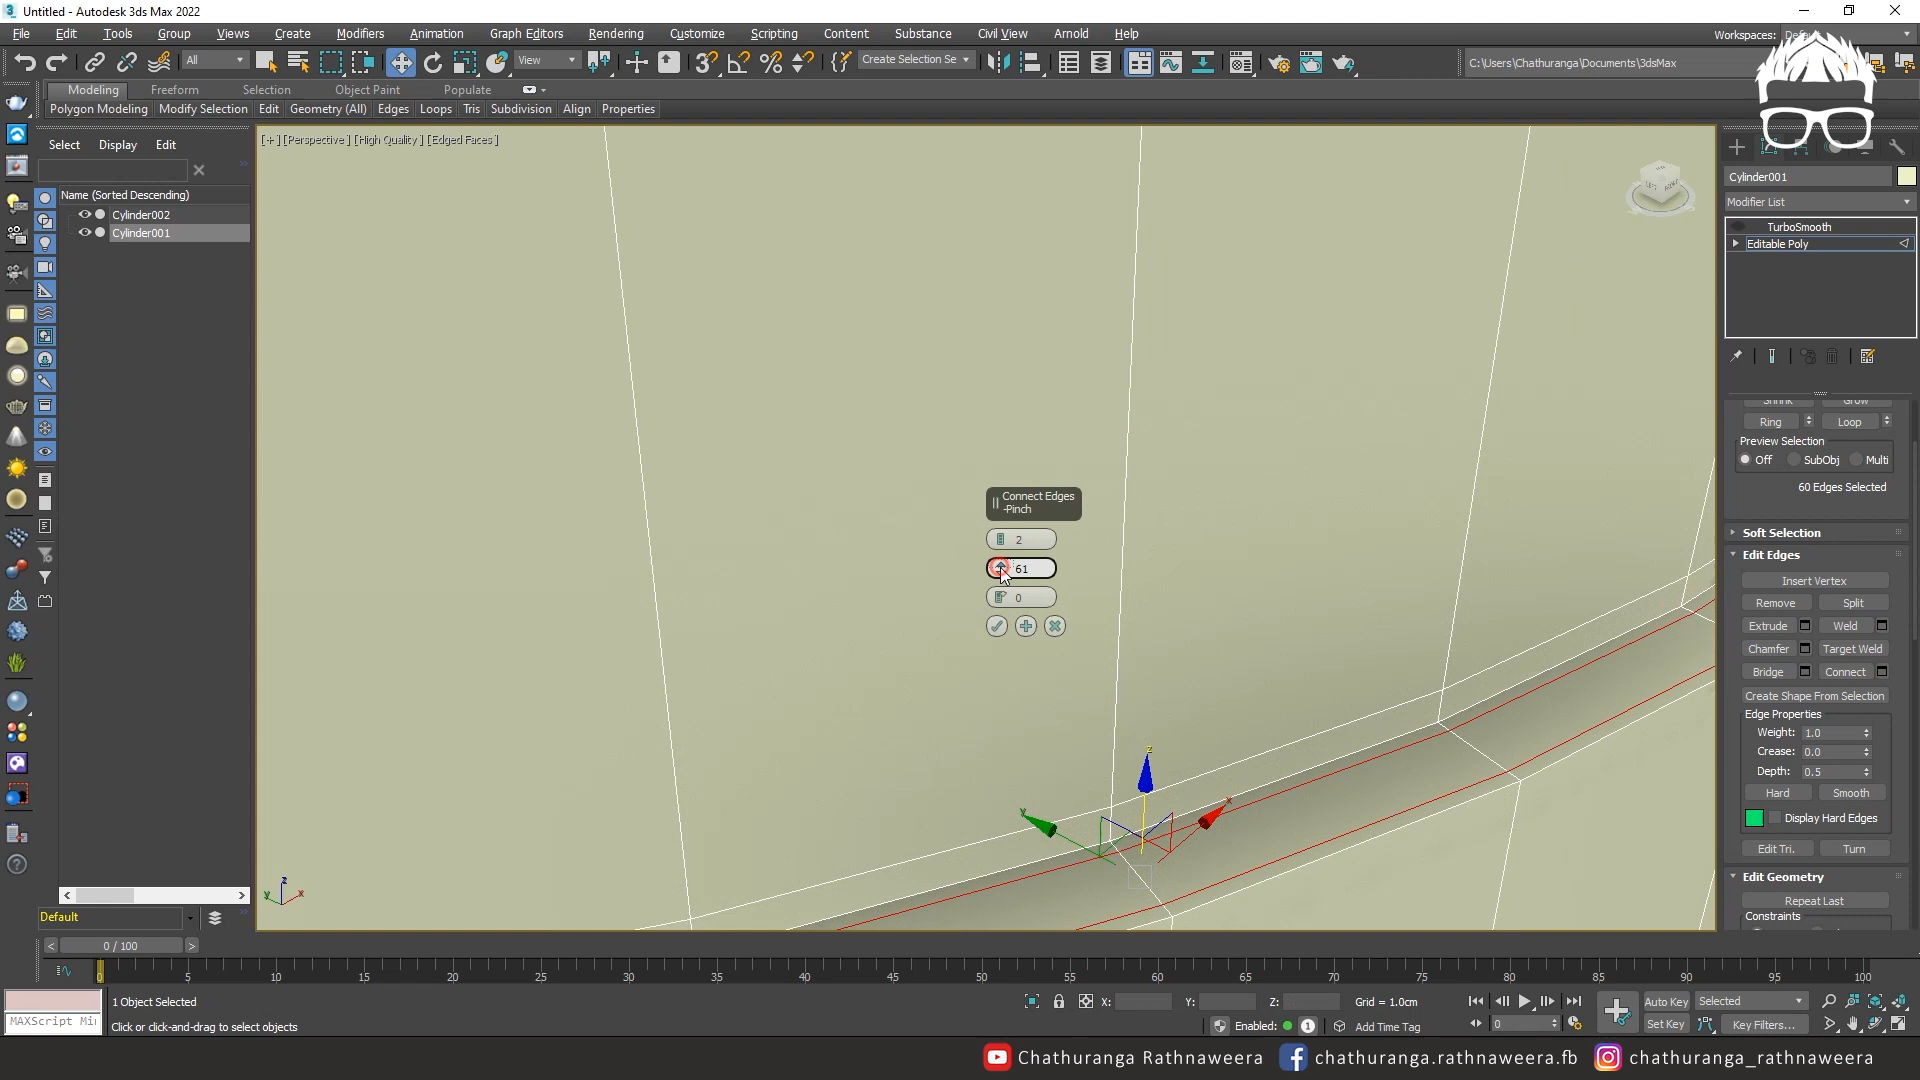 Untitled - Autodesk 3ds Max 2022
File Edit Tools Group Views Create Modifiers Animation Graph Editors Rendering Customize Scripting Content Substance Civil View Arnold Help
Workspaces:
All View Create Selection Se C:\Users\Chathuranga\Documents\3dsMax
Modeling Freeform Selection Object Paint Populate
Polygon Modeling Modify Selection Edit Geometry (All) Edges Loops Tris Subdivision Align Properties
Select Display Edit
[+] [Perspective] [High Quality] [Edged Faces]
Name (Sorted Descending)
Cylinder002
Cylinder001
Cylinder001
Modifier List
TurboSmooth
Editable Poly
Shrink Grow
Ring Loop
Preview Selection
Off SubObj Multi
60 Edges Selected
Connect Edges
-Pinch
2
61
0
Soft Selection
Edit Edges
Insert Vertex
Remove Split
Extrude Weld
Chamfer Target Weld
Bridge Connect
Create Shape From Selection
Edge Properties
Weight: 1.0
Crease: 0.0
Depth: 0.5
Hard Smooth
Display Hard Edges
Edit Tri. Turn
Edit Geometry
Repeat Last
Constraints
z
y
x
z
y
x
Default
< 0 / 100 >
0 5 10 15 20 25 30 35 40 45 50 55 60 65 70 75 80 85 90 95 100
1 Object Selected
X: Y: Z: Grid = 1.0cm
Auto Key Selected
MAXScript Mi
Click or click-and-drag to select objects
Enabled: 1 Add Time Tag
0
Set Key Key Filters...
Chathuranga Rathnaweera chathuranga.rathnaweera.fb chathuranga_rathnaweera